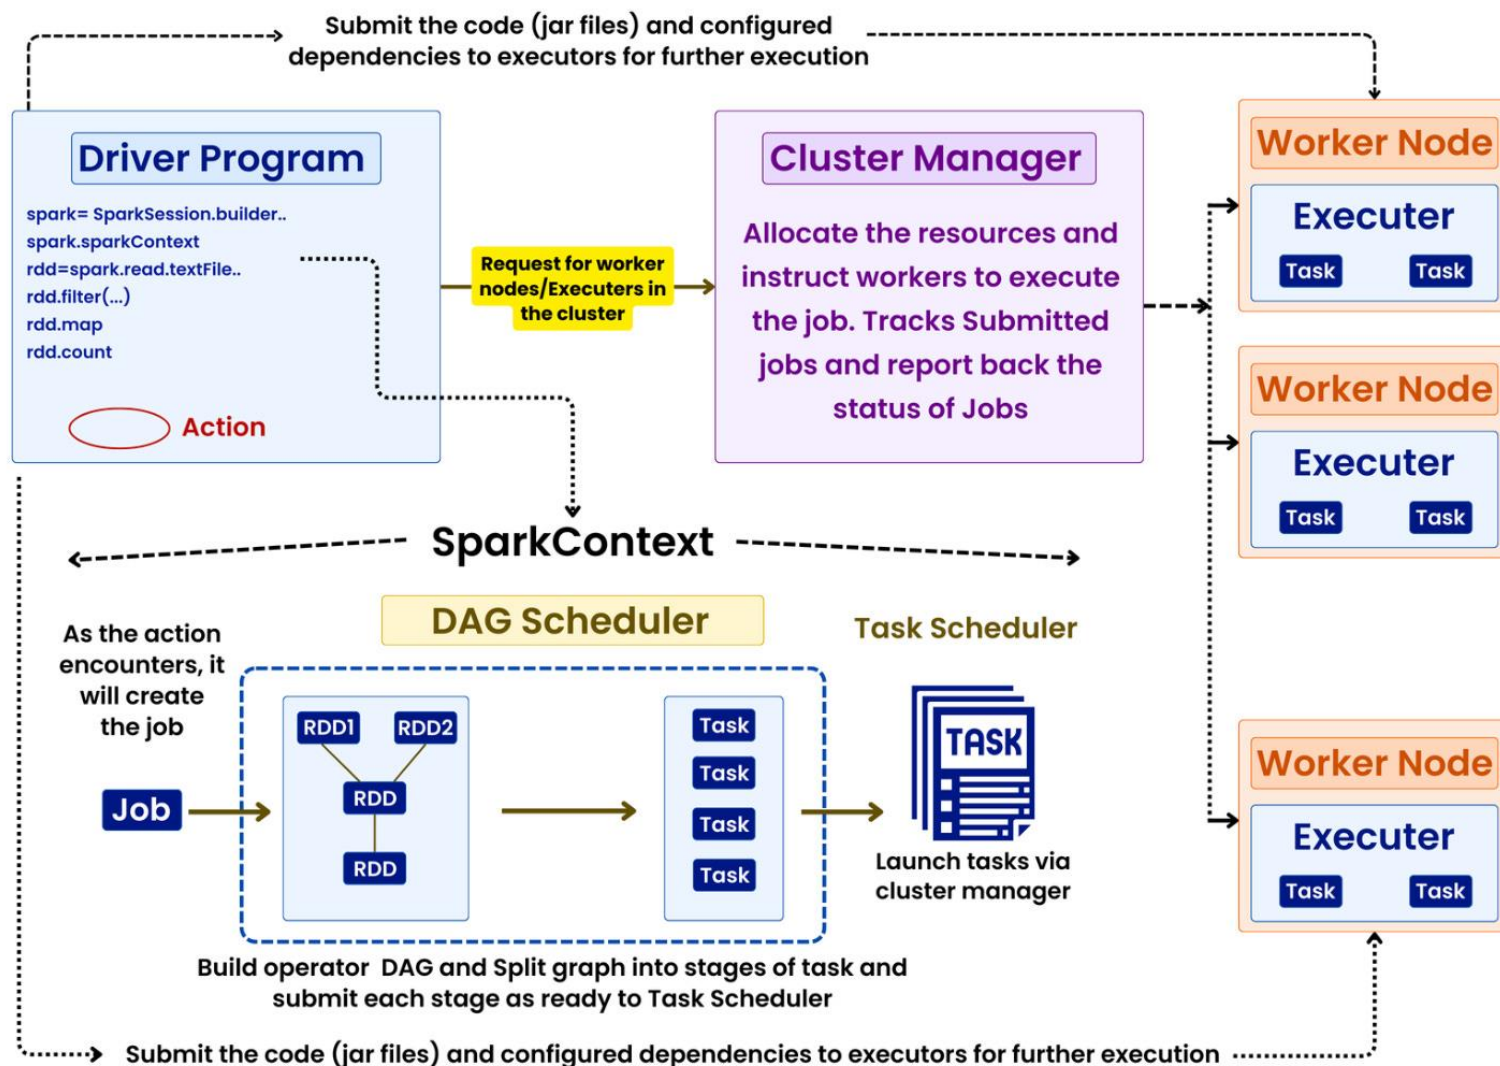 Submit the code (jar files) and configured
dependencies to executors for further execution
Driver Program
spark= SparkSession.builder..
spark.sparkContext
rdd=spark.read.textFile..
rdd.filter(...)
rdd.map
rdd.count
Action
Request for worker
nodes/Executers in
the cluster
Cluster Manager
Allocate the resources and
instruct workers to execute
the job. Tracks Submitted
jobs and report back the
status of Jobs
Worker Node
Executer
Task Task
Worker Node
Executer
Task Task
Worker Node
Executer
Task Task
SparkContext
DAG Scheduler
Task Scheduler
As the action
encounters, it
will create
the job
Job
RDD1 RDD2
RDD
RDD
Task
Task
Task
Task
TASK
Launch tasks via
cluster manager
Build operator DAG and Split graph into stages of task and
submit each stage as ready to Task Scheduler
Submit the code (jar files) and configured dependencies to executors for further execution